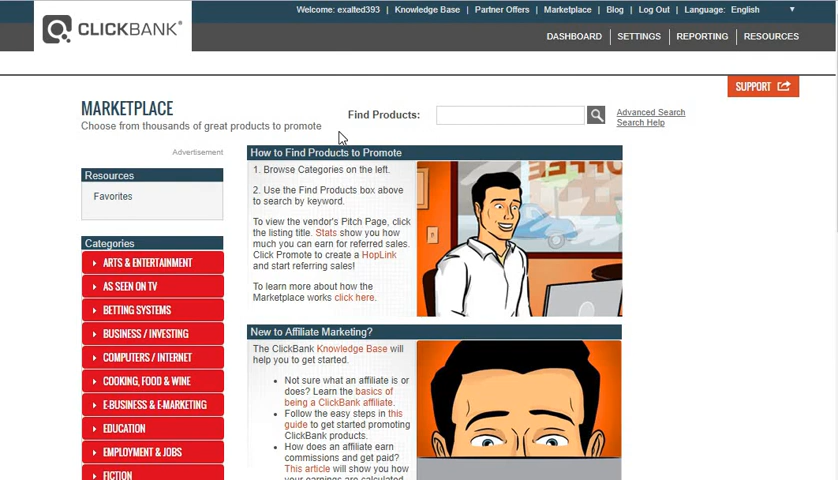 Welcome: exalted393 | Knowledge Base | Partner Offers | Marketplace | Blog | Log Out | Language: English
CLICKBANK®
DASHBOARD SETTINGS REPORTING RESOURCES
SUPPORT
MARKETPLACE
Choose from thousands of great products to promote
Find Products:
Advanced Search
Search Help
Advertisement
Resources
Favorites
Categories
ARTS & ENTERTAINMENT
AS SEEN ON TV
BETTING SYSTEMS
BUSINESS / INVESTING
COMPUTERS / INTERNET
COOKING, FOOD & WINE
E-BUSINESS & E-MARKETING
EDUCATION
EMPLOYMENT & JOBS
FICTION
How to Find Products to Promote
1. Browse Categories on the left.
2. Use the Find Products box above
to search by keyword.
To view the vendor's Pitch Page, click
the listing title. Stats show you how
much you can earn for referred sales.
Click Promote to create a HopLink
and start referring sales!
To learn more about how the
Marketplace works click here.
New to Affiliate Marketing?
The ClickBank Knowledge Base will
help you to get started.
Not sure what an affiliate is or
does? Learn the basics of
being a ClickBank affiliate.
Follow the easy steps in this
guide to get started promoting
ClickBank products.
How does an affiliate earn
commissions and get paid?
This article will show you how
your earnings are calculated